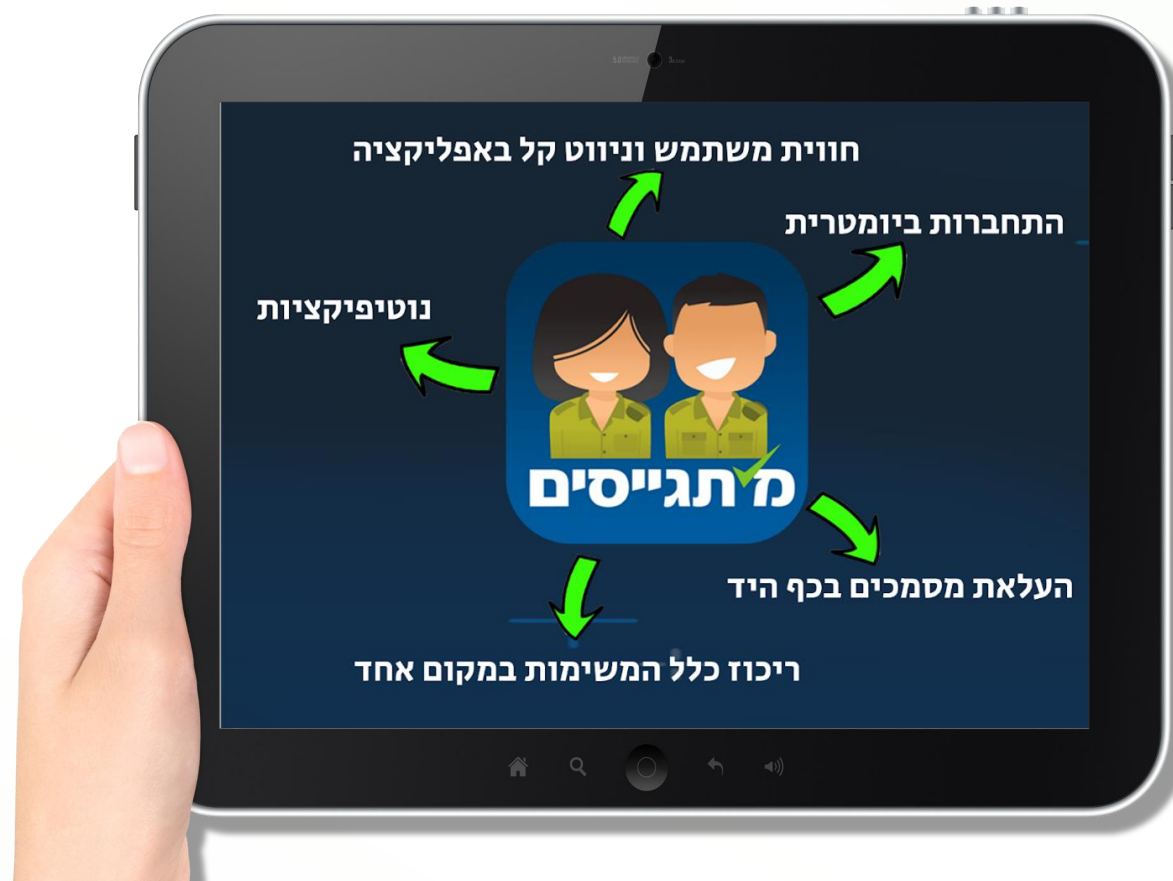 חווית משתמש וניווט קל באפליקציה
התחברות ביומטרית
נוטיפיקציות
מתגייסים
העלאת מסמכים בכף היד
ריכוז כלל המשימות במקום אחד